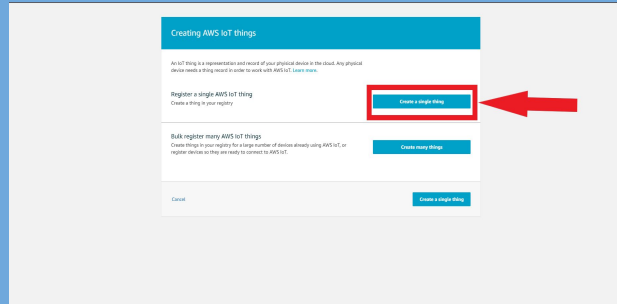 Creating AWS IoT things
An IoT thing is a representation and record of your physical device in the cloud. Any physical
device needs a thing record in order to work with AWS IoT. Learn more.
Register a single AWS IoT thing
Create a thing in your registry
Create a single thing
Bulk register many AWS IoT things
Create things in your registry for a large number of devices already using AWS IoT, or
register devices so they are ready to connect to AWS IoT.
Create many things
Cancel
Create a single thing